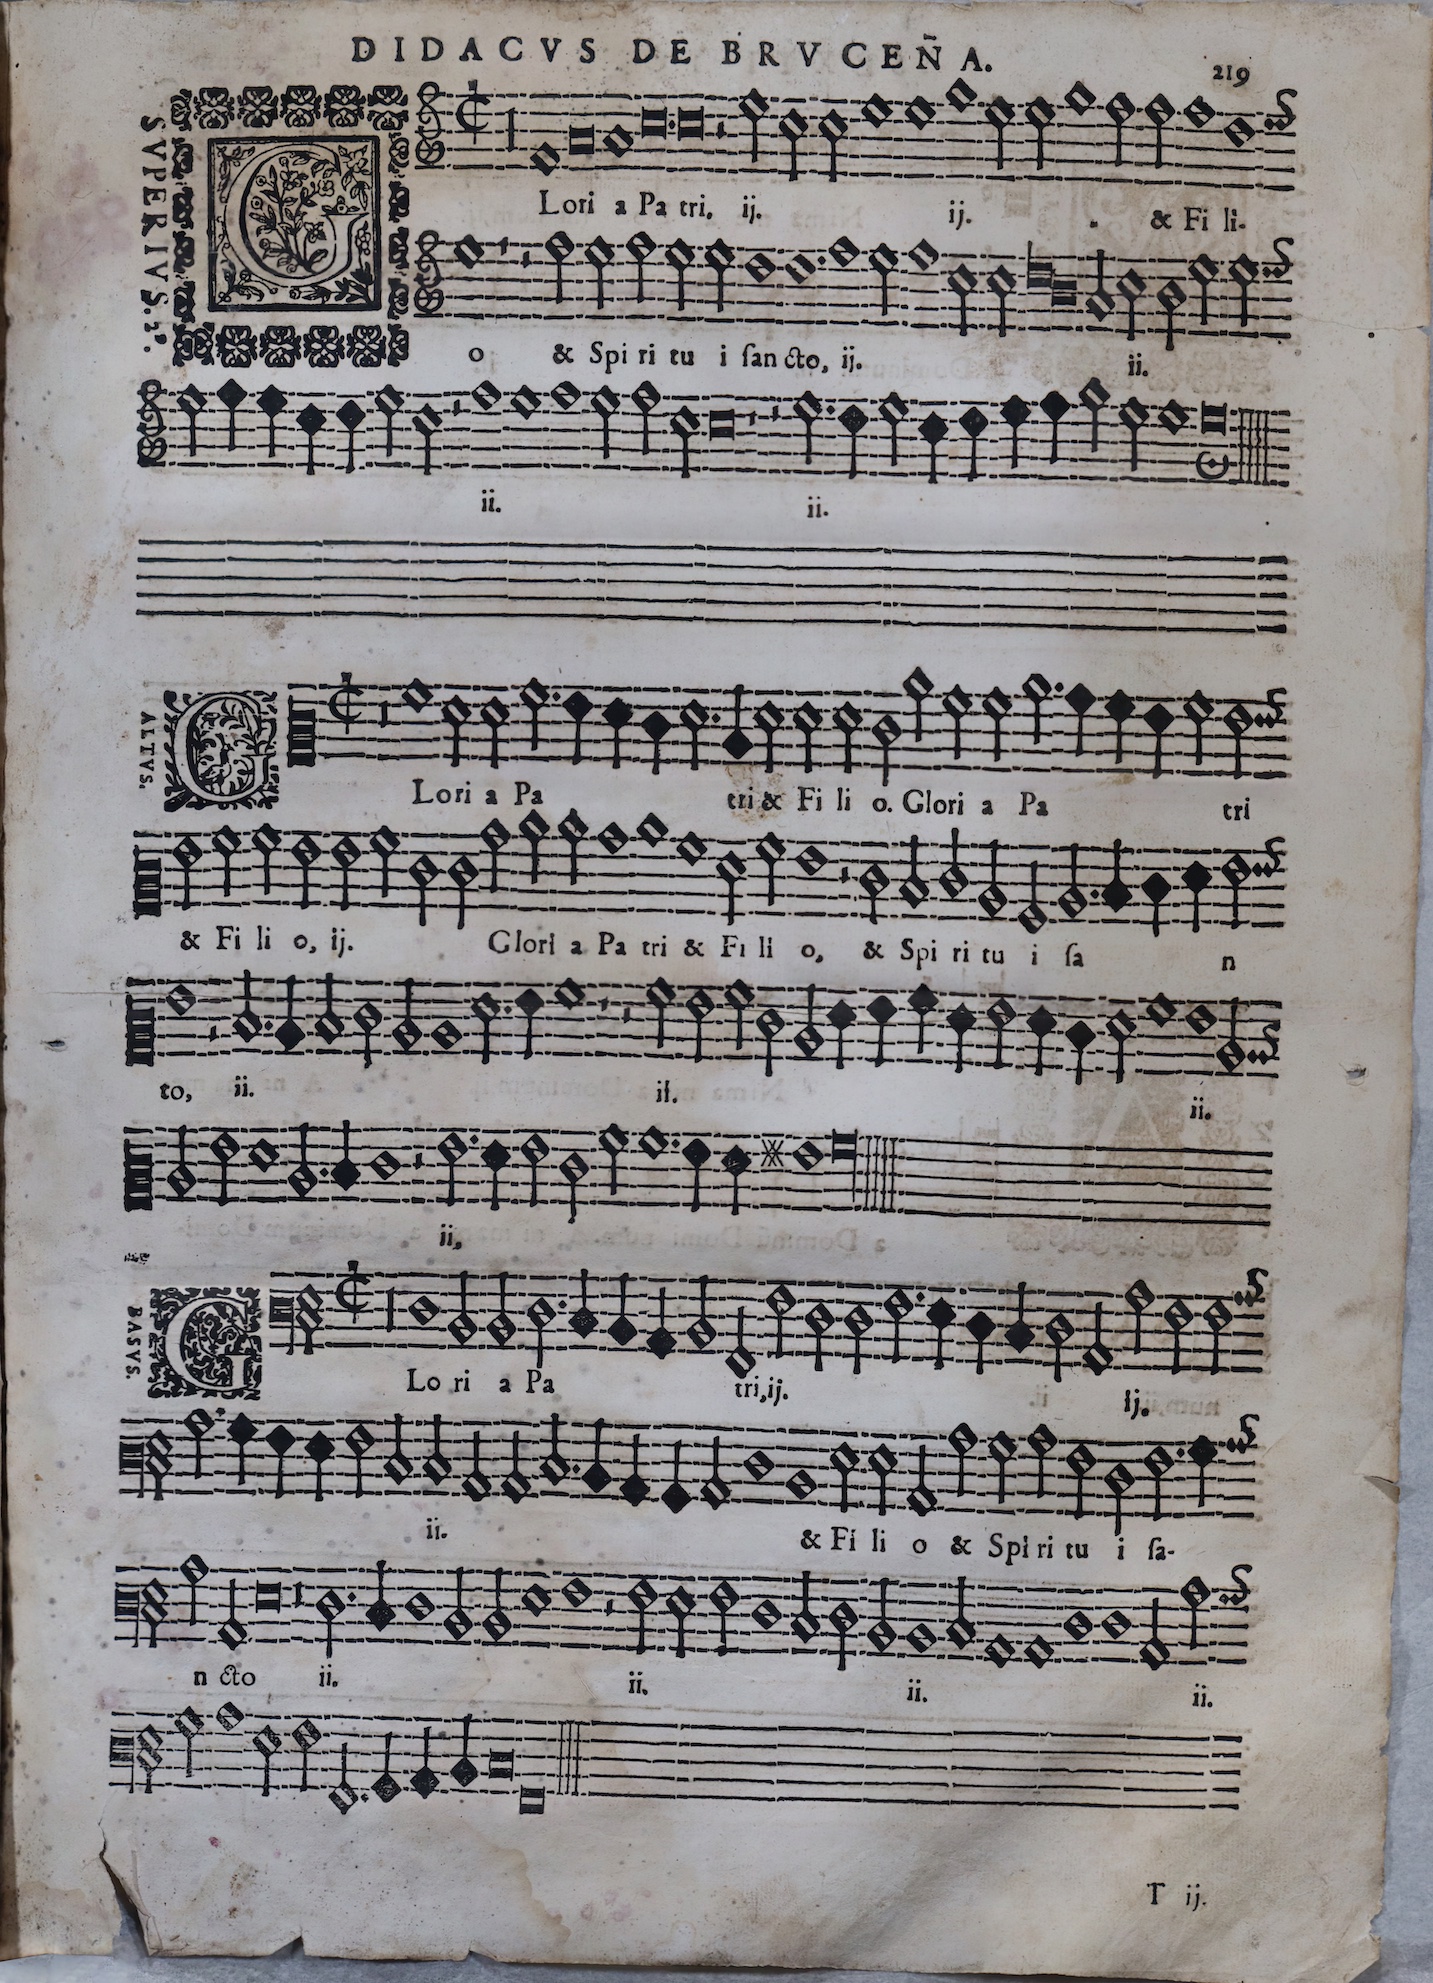 DIDACVS DE BRVCEÑA.
219
SVPERIVS. 2º.
G
Lori a Pa tri, ij. ij. & Fi li-
o & Spi ri tu i ſan cto, ij. ii.
ii. ii.
ALTVS.
G
Lori a Pa tri & Fi li o. Glori a Pa tri
& Fi li o, ij. Glori a Pa tri & Fi li o, & Spi ri tu i ſa n
to, ii. ii. ii.
ii,
BASVS.
G
Lo ri a Pa tri, ij. ij.
ii. & Fi li o & Spi ri tu i ſa-
n cto ii. ii. ii. ii.
T ij.